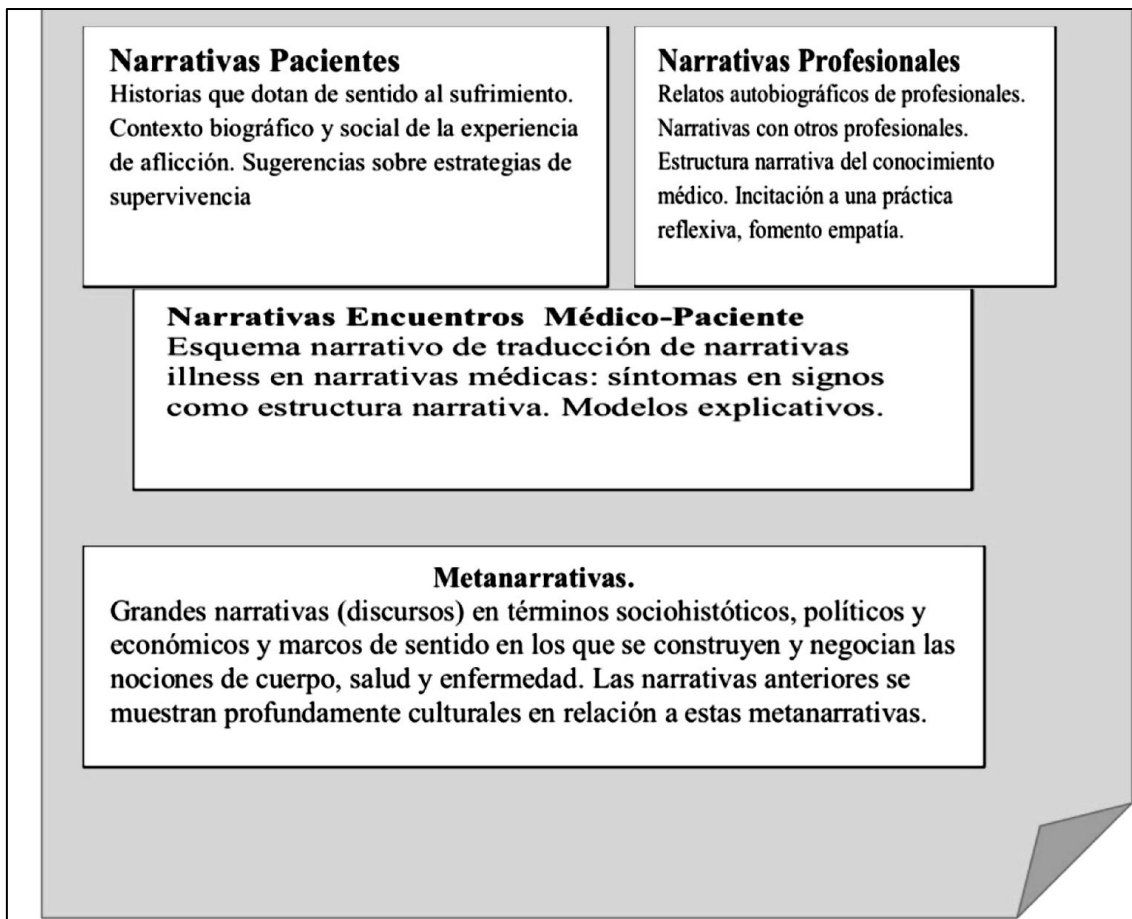 Narrativas Pacientes
Historias que dotan de sentido al sufrimiento.
Contexto biográfico y social de la experiencia
de aflicción. Sugerencias sobre estrategias de
supervivencia
Narrativas Profesionales
Relatos autobiográficos de profesionales.
Narrativas con otros profesionales.
Estructura narrativa del conocimiento
médico. Incitación a una práctica
reflexiva, fomento empatía.
Narrativas Encuentros Médico-Paciente
Esquema narrativo de traducción de narrativas
illness en narrativas médicas: síntomas en signos
como estructura narrativa. Modelos explicativos.
Metanarrativas.
Grandes narrativas (discursos) en términos sociohistóticos, políticos y
económicos y marcos de sentido en los que se construyen y negocian las
nociones de cuerpo, salud y enfermedad. Las narrativas anteriores se
muestran profundamente culturales en relación a estas metanarrativas.